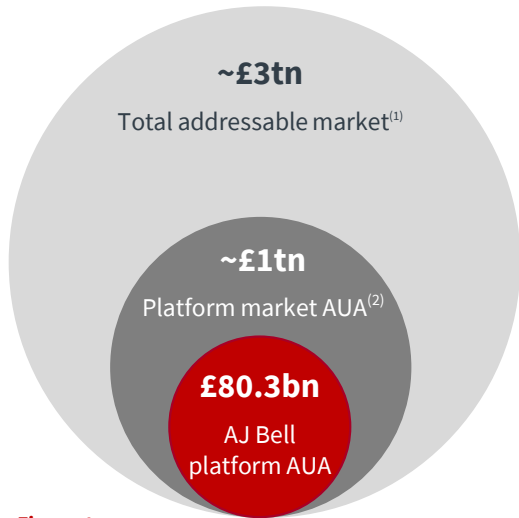 ~£3tn
Total addressable market(1)
~£1tn
Platform market AUA(2)
£80.3bn
AJ Bell
platform AUA